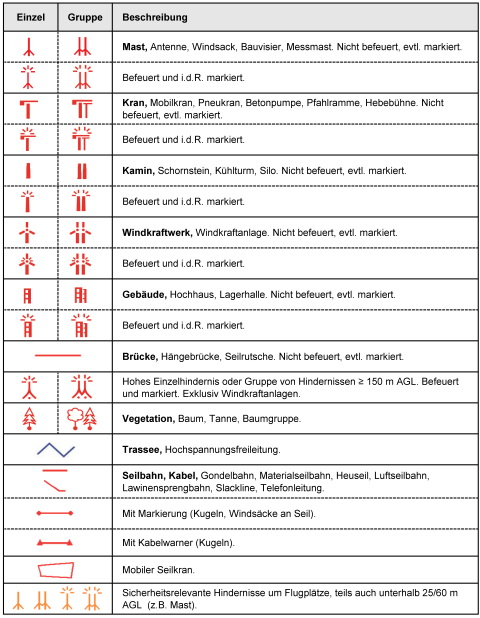 Einzel Gruppe Beschreibung
Mast, Antenne, Windsack, Bauvisier, Messmast. Nicht befeuert, evtl. markiert.
Befeuert und i.d.R. markiert.
Kran, Mobilkran, Pneukran, Betonpumpe, Pfahlramme, Hebebühne. Nicht
befeuert, evtl. markiert.
Befeuert und i.d.R. markiert.
Kamin, Schornstein, Kühlturm, Silo. Nicht befeuert, evtl. markiert.
Befeuert und i.d.R. markiert.
Windkraftwerk, Windkraftanlage. Nicht befeuert, evtl. markiert.
Befeuert und i.d.R. markiert.
Gebäude, Hochhaus, Lagerhalle. Nicht befeuert, evtl. markiert.
Befeuert und i.d.R. markiert.
Brücke, Hängebrücke, Seilrutsche. Nicht befeuert, evtl. markiert.
Hohes Einzelhindernis oder Gruppe von Hindernissen ≥ 150 m AGL. Befeuert
und markiert. Exklusiv Windkraftanlagen.
Vegetation, Baum, Tanne, Baumgruppe.
Trassee, Hochspannungsfreileitung.
Seilbahn, Kabel, Gondelbahn, Materialseilbahn, Heuseil, Luftseilbahn,
Lawinensprengbahn, Slackline, Telefonleitung.
Mit Markierung (Kugeln, Windsäcke an Seil).
Mit Kabelwarner (Kugeln).
Mobiler Seilkran.
Sicherheitsrelevante Hindernisse um Flugplätze, teils auch unterhalb 25/60 m
AGL (z.B. Mast).